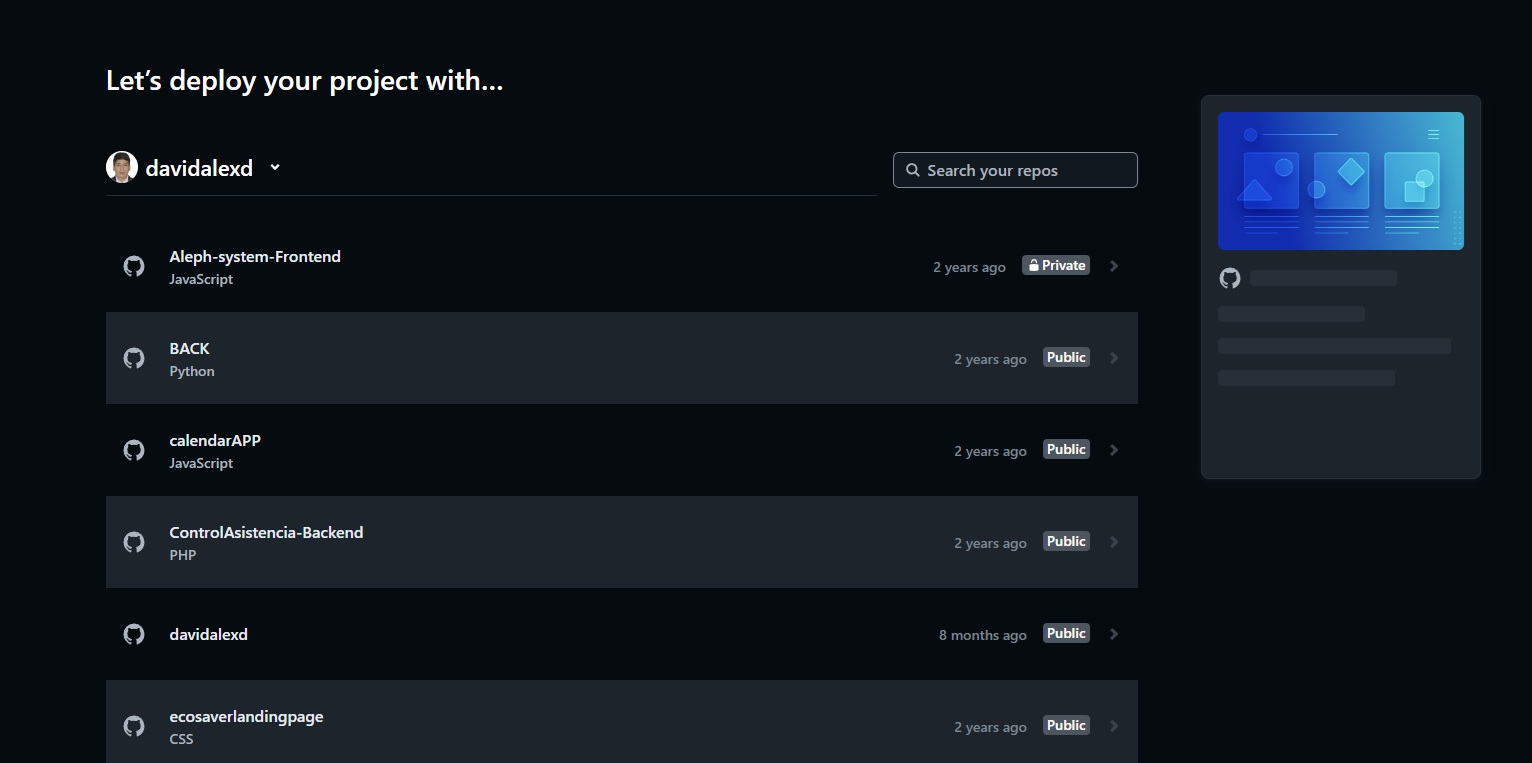 Let’s deploy your project with…
davidalexd
Search your repos
Aleph-system-Frontend
JavaScript
2 years ago
Private
BACK
Python
2 years ago
Public
calendarAPP
JavaScript
2 years ago
Public
ControlAsistencia-Backend
PHP
2 years ago
Public
davidalexd
8 months ago
Public
ecosaverlandingpage
CSS
2 years ago
Public